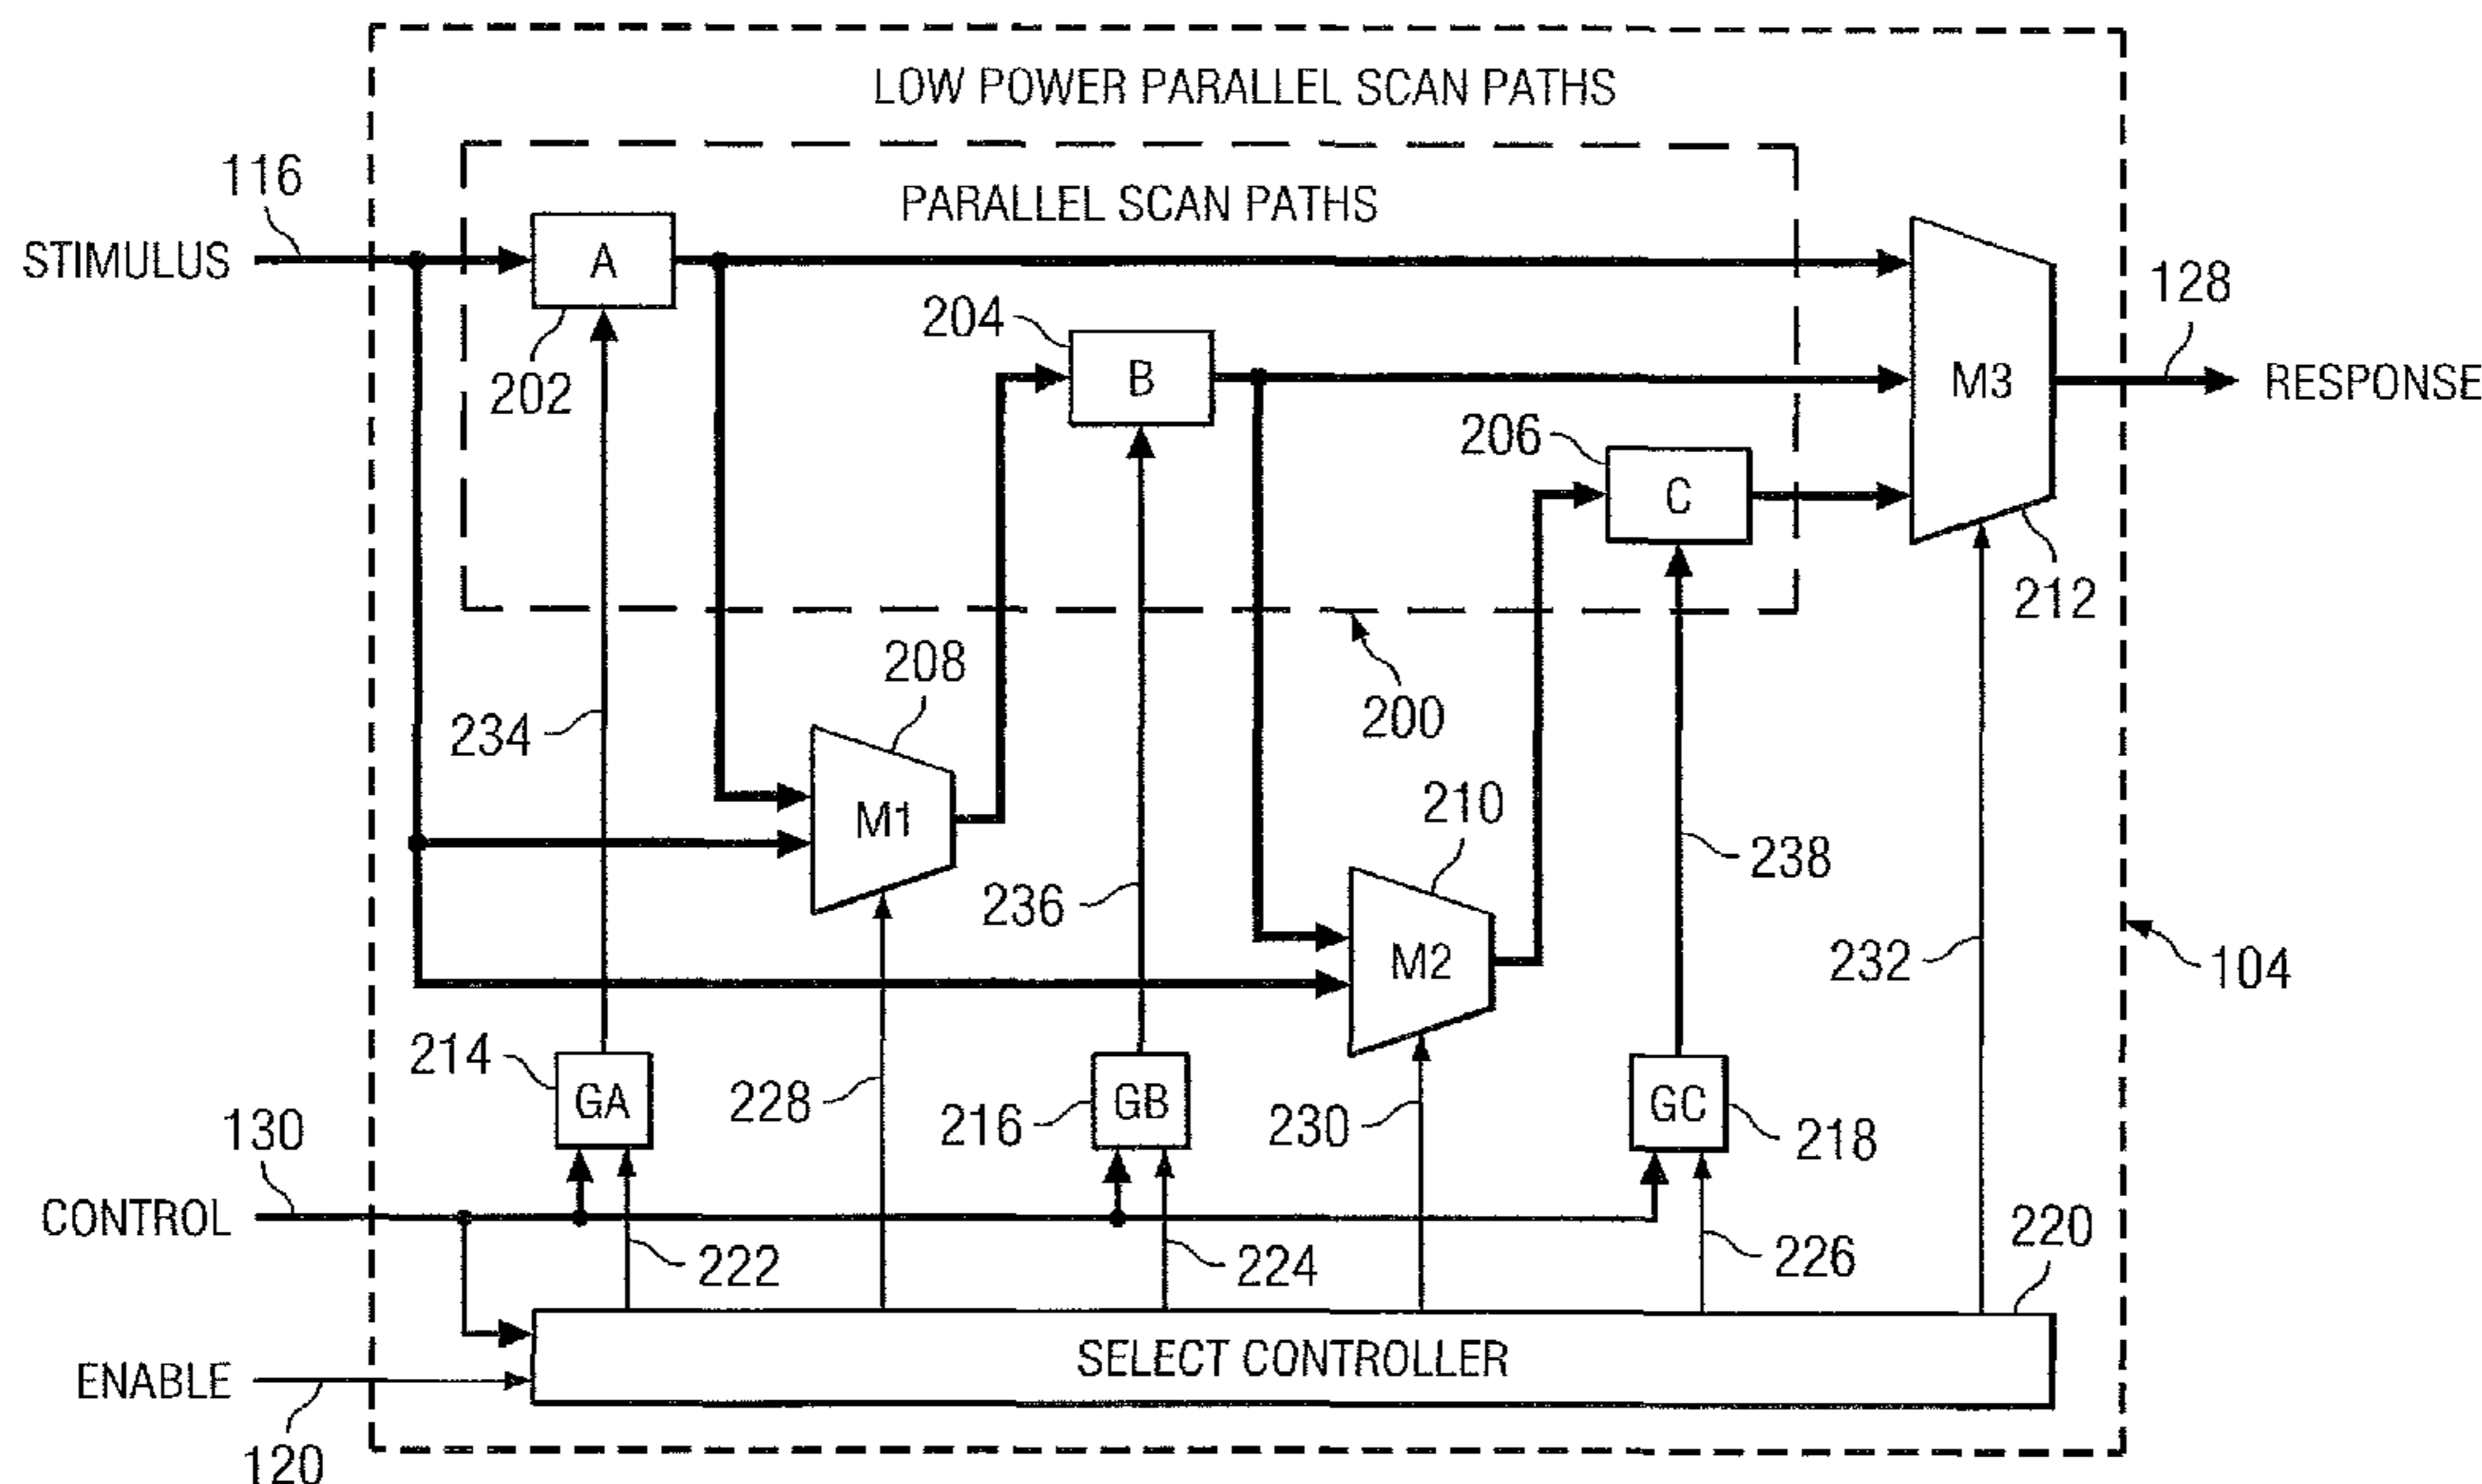 LOW POWER PARALLEL SCAN PATHS
116
PARALLEL SCAN PATHS
STIMULUS
A
128
204
202
B
M3
RESPONSE
206
C
212
208
200
234
M1
210
238
236
M2
232
104
214
GA
228
216
GB
230
GC
218
130
CONTROL
222
224
226
220
SELECT CONTROLLER
ENABLE
120